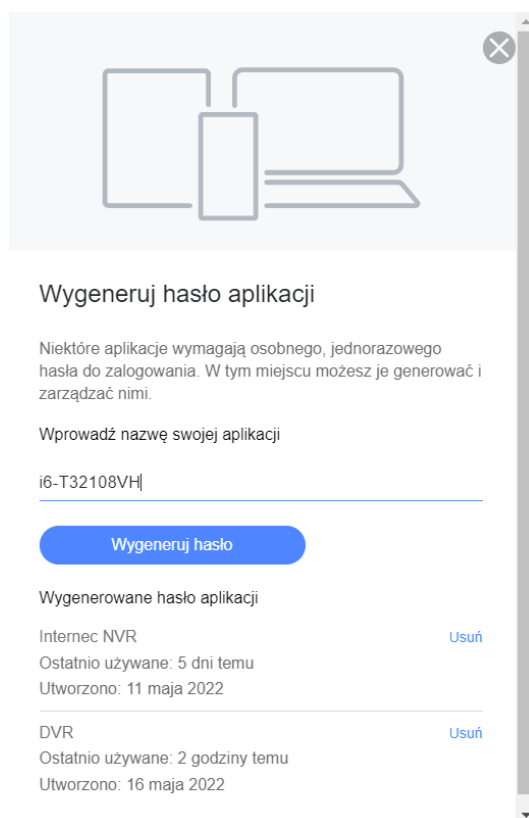 Wygeneruj hasło aplikacji
Niektóre aplikacje wymagają osobnego, jednorazowego
hasła do zalogowania. W tym miejscu możesz je generować i
zarządzać nimi.
Wprowadź nazwę swojej aplikacji
i6-T32108VH
Wygeneruj hasło
Wygenerowane hasło aplikacji
Internec NVR Usuń
Ostatnio używane: 5 dni temu
Utworzono: 11 maja 2022
DVR Usuń
Ostatnio używane: 2 godziny temu
Utworzono: 16 maja 2022